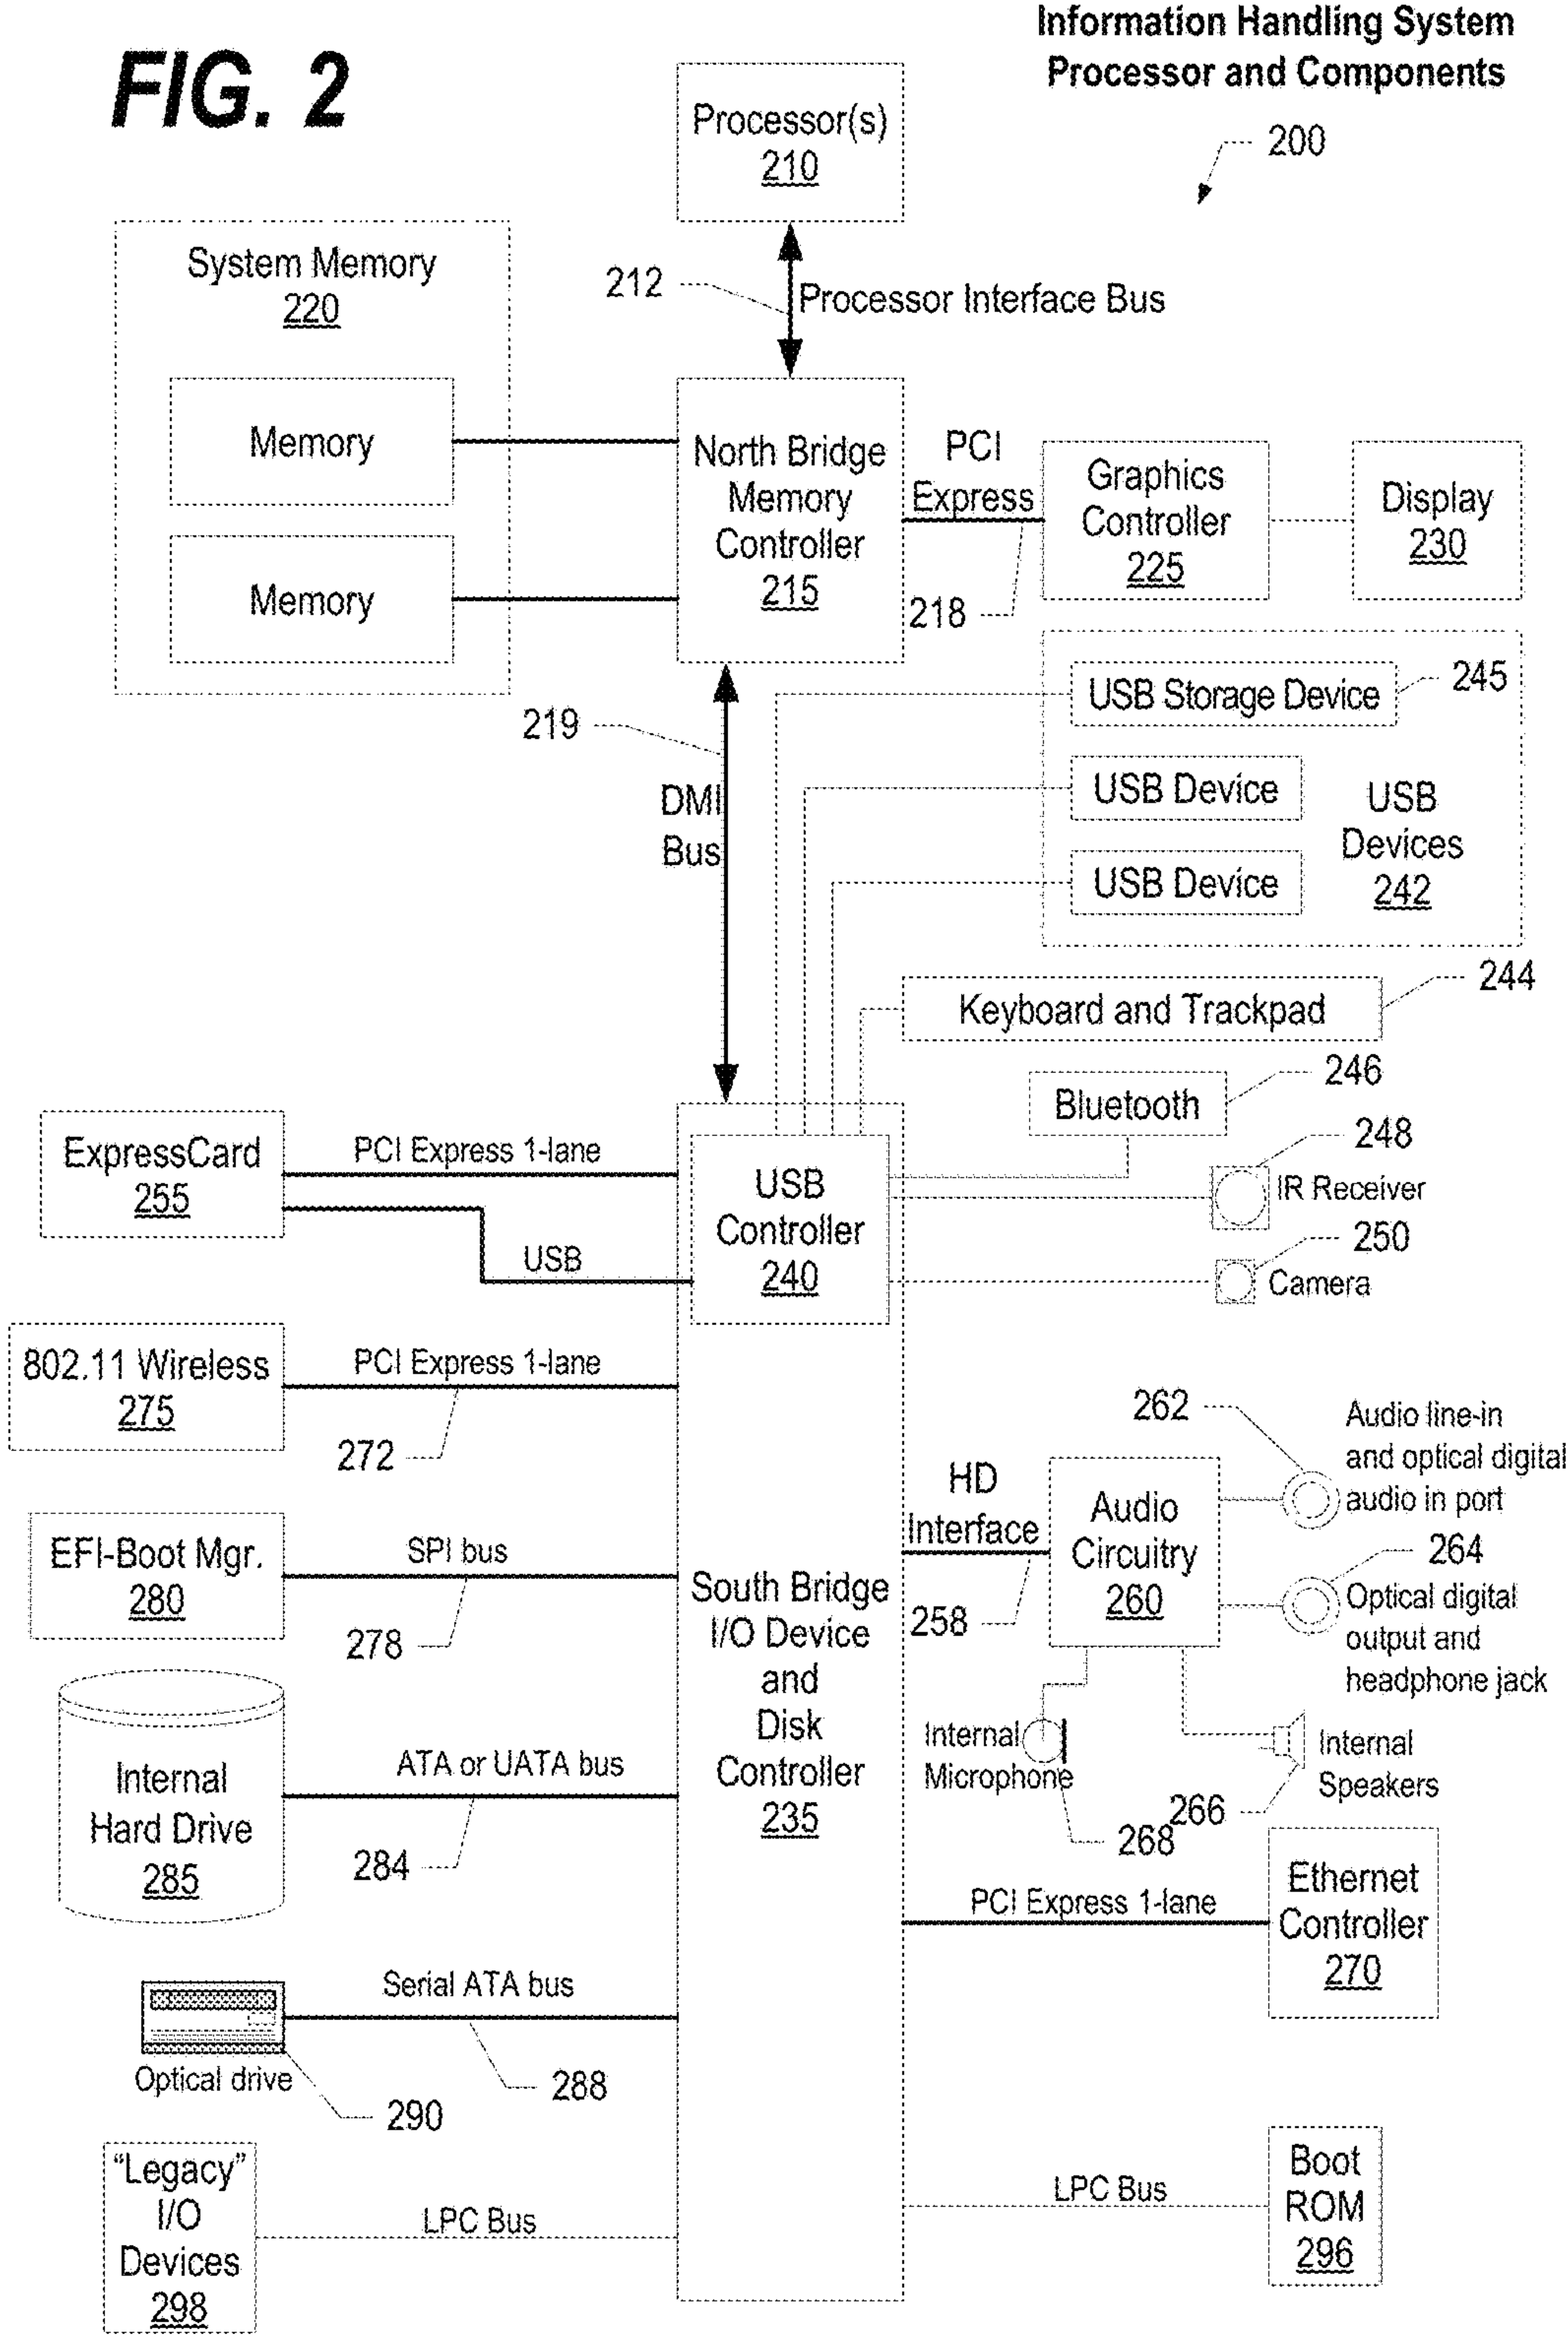 FIG. 2
Information Handling System
Processor and Components
200
Processor(s)
210
212
Processor Interface Bus
System Memory
220
Memory
Memory
North Bridge
Memory
Controller
215
PCI
Express
218
Graphics
Controller
225
Display
230
219
DMI
Bus
USB Storage Device
245
USB Device
USB Device
USB
Devices
242
Keyboard and Trackpad
244
Bluetooth
246
248
IR Receiver
250
Camera
ExpressCard
255
PCI Express 1-lane
USB
USB
Controller
240
802.11 Wireless
275
PCI Express 1-lane
272
EFI-Boot Mgr.
280
SPI bus
278
Internal
Hard Drive
285
ATA or UATA bus
284
South Bridge
I/O Device
and
Disk
Controller
235
HD
Interface
258
Audio
Circuitry
260
262
Audio line-in
and optical digital
audio in port
264
Optical digital
output and
headphone jack
Internal
Microphone
268
266
Internal
Speakers
PCI Express 1-lane
Ethernet
Controller
270
Serial ATA bus
288
Optical drive
290
"Legacy"
I/O
Devices
298
LPC Bus
LPC Bus
Boot
ROM
296